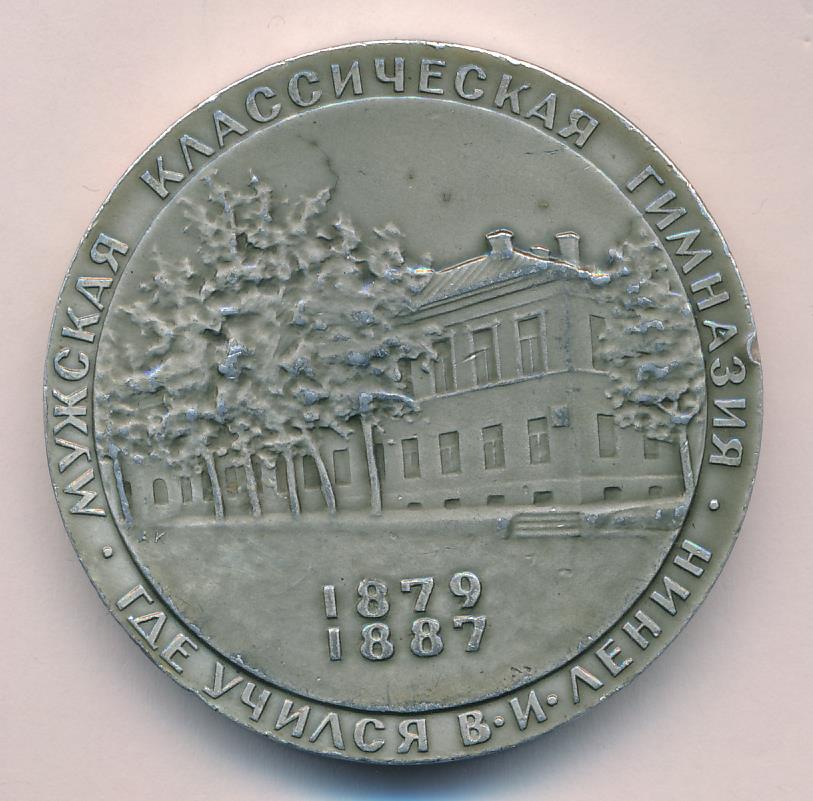 МУЖСКАЯ КЛАССИЧЕСКАЯ ГИМНАЗИЯ
· ГДЕ УЧИЛСЯ В·И·ЛЕНИН ·
1879
1887